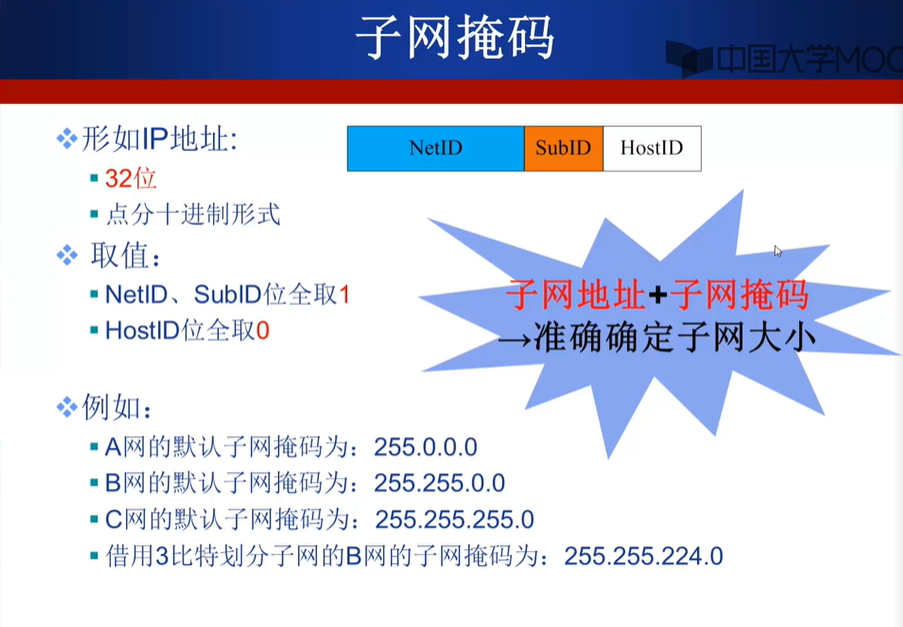 子网掩码
中国大学MOO
形如IP地址:
NetID SubID HostID
32位
点分十进制形式
取值：
NetID、SubID位全取1
HostID位全取0
子网地址+子网掩码
→准确确定子网大小
例如：
A网的默认子网掩码为：255.0.0.0
B网的默认子网掩码为：255.255.0.0
C网的默认子网掩码为：255.255.255.0
借用3比特划分子网的B网的子网掩码为：255.255.224.0